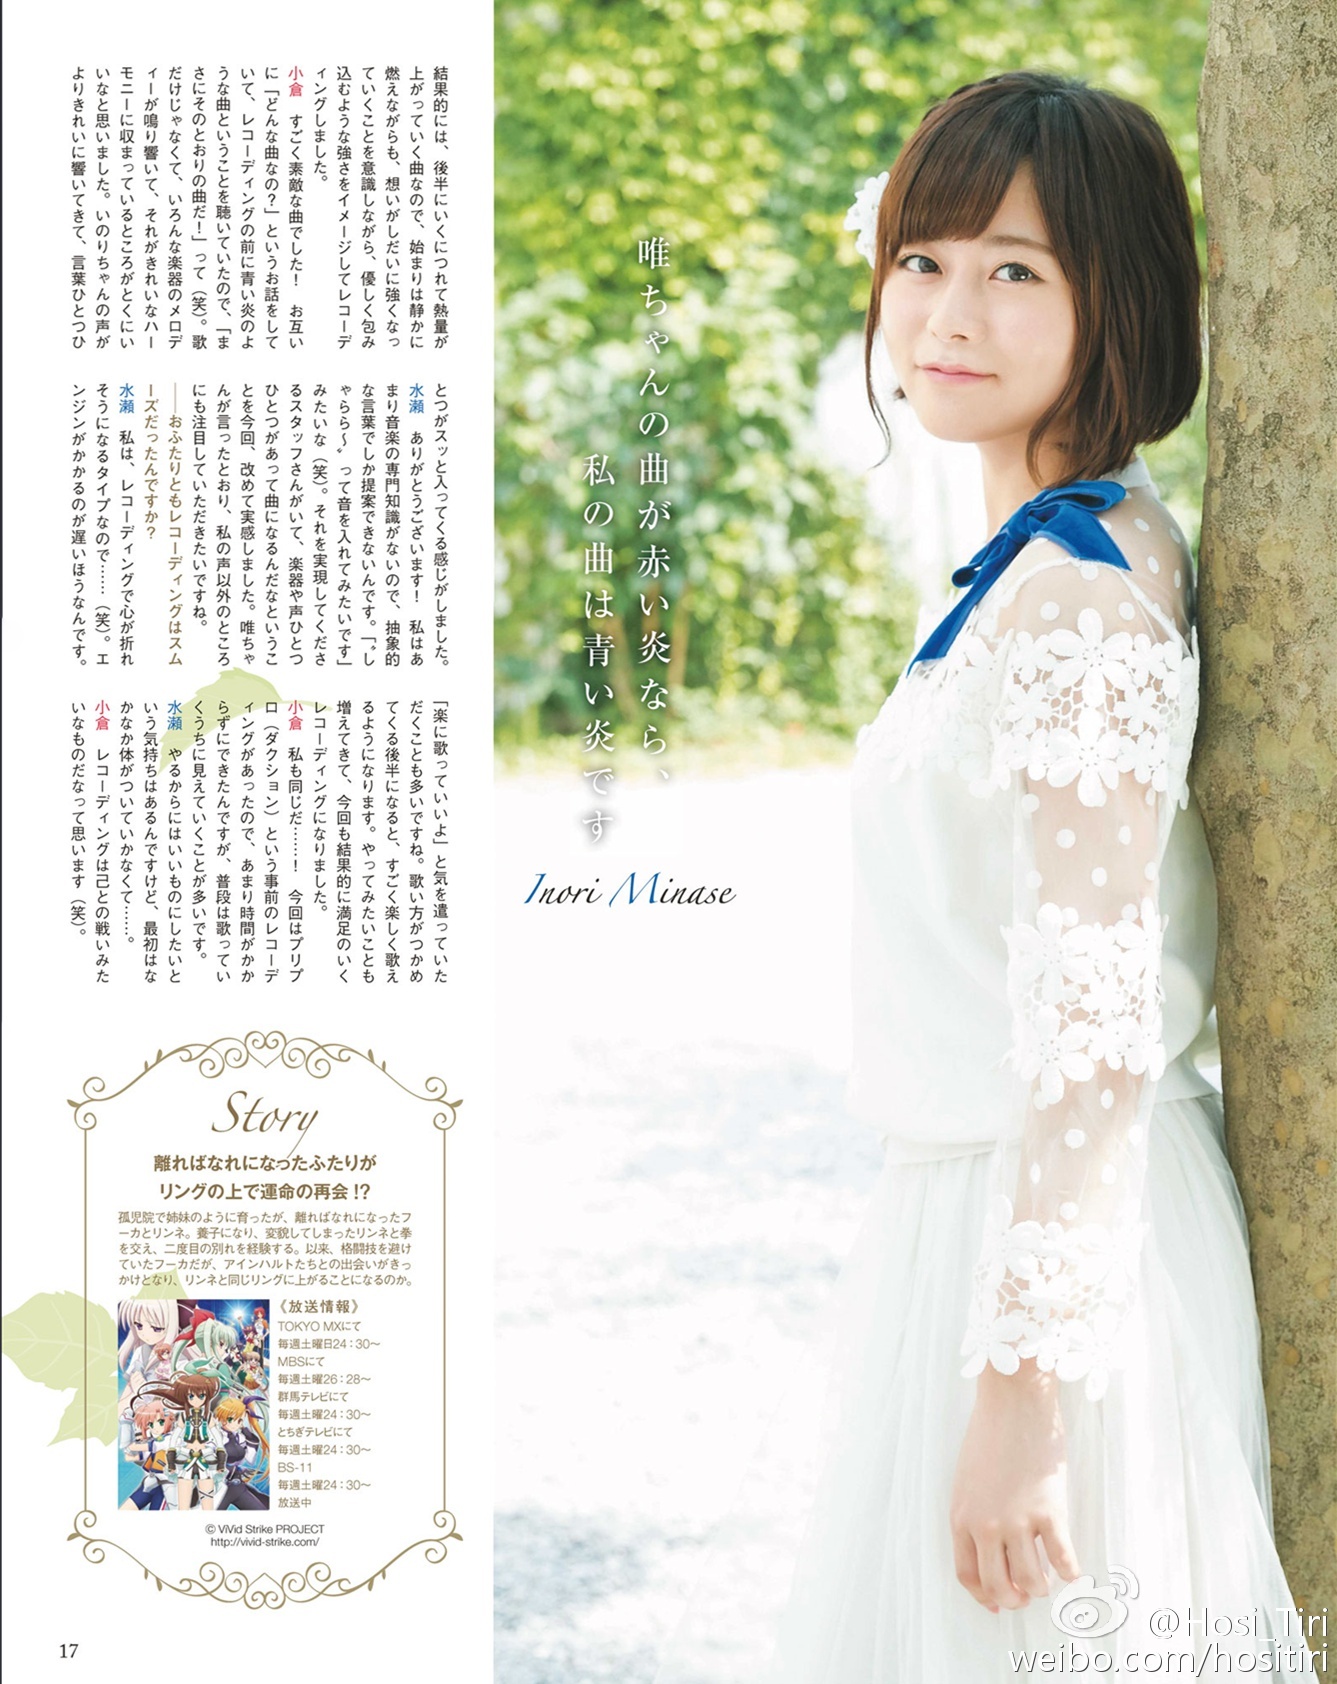 結果的には、後半にいくにつれて熱量が
上がっていく曲なので、始まりは静かに
燃えながらも、想いがしだいに強くなっ
ていくことを意識しながら、優しく包み
込むような強さをイメージしてレコーデ
ィングしました。
小倉　すごく素敵な曲でした！　お互い
に「どんな曲なの？」というお話をして
いて、レコーディングの前に青い炎のよ
うな曲ということを聴いていたので、「ま
さにそのとおりの曲だ！」って（笑）。歌
だけじゃなくて、いろんな楽器のメロデ
ィーが鳴り響いて、それがきれいなハー
モニーに収まっているところがとくにい
いなと思いました。いのりちゃんの声が
よりきれいに響いてきて、言葉ひとつひ
とつがスッと入ってくる感じがしました。
水瀬　ありがとうございます！　私はあ
まり音楽の専門知識がないので、抽象的
な言葉でしか提案できないんです。「〝し
ゃらら〜〟って音を入れてみたいです」
みたいな（笑）。それを実現してくださ
るスタッフさんがいて、楽器や声ひとつ
ひとつがあって曲になるんだなというこ
とを今回、改めて実感しました。唯ちゃ
んが言ったとおり、私の声以外のところ
にも注目していただきたいですね。
――おふたりともレコーディングはスム
ーズだったんですか？
水瀬　私は、レコーディングで心が折れ
そうになるタイプなので……（笑）。エ
ンジンがかかるのが遅いほうなんです。
「楽に歌っていいよ」と気を遣っていた
だくことも多いですね。歌い方がつかめ
てくる後半になると、すごく楽しく歌え
るようになります。やってみたいことも
増えてきて、今回も結果的に満足のいく
レコーディングになりました。
小倉　私も同じだ……！　今回はプリプ
ロ（ダクション）という事前のレコーデ
ィングがあったので、あまり時間がかか
らずにできたんですが、普段は歌ってい
くうちに見えていくことが多いです。
水瀬　やるからにはいいものにしたいと
いう気持ちはあるんですけど、最初はな
かなか体がついていかなくて……。
小倉　レコーディングは己との戦いみた
いなものだなって思います（笑）。
唯ちゃんの曲が赤い炎なら、
私の曲は青い炎です
Inori Minase
Story
離ればなれになったふたりが
リングの上で運命の再会!?
孤児院で姉妹のように育ったが、離ればなれになったフ
ーカとリンネ。養子になり、変貌してしまったリンネと拳
を交え、二度目の別れを経験する。以来、格闘技を避け
ていたフーカだが、アインハルトたちとの出会いがきっ
かけとなり、リンネと同じリングに上がることになるのか。
《放送情報》
TOKYO MXにて
毎週土曜日24：30〜
MBSにて
毎週土曜26：28〜
群馬テレビにて
毎週土曜24：30〜
とちぎテレビにて
毎週土曜24：30〜
BS-11
毎週土曜24：30〜
放送中
© ViVid Strike PROJECT
http://vivid-strike.com/
17
@Hosi_Tiri
weibo.com/hositiri